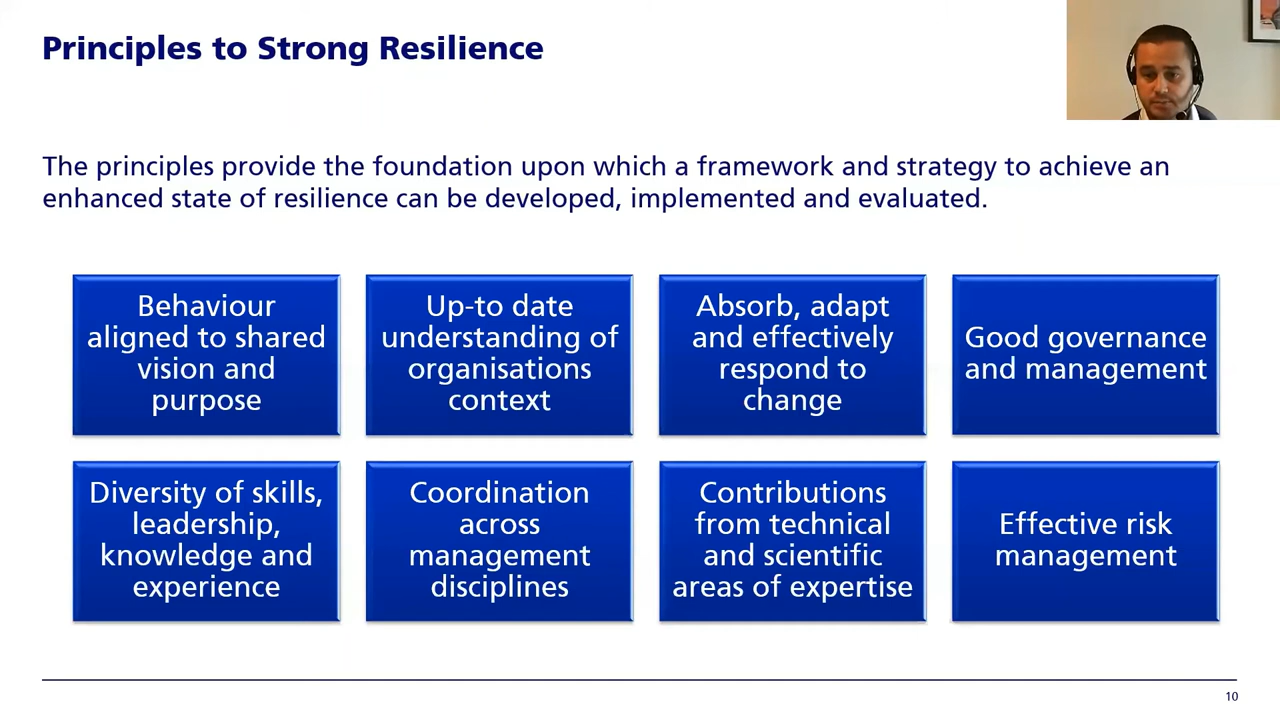 Principles to Strong Resilience
The principles provide the foundation upon which a framework and strategy to achieve an
enhanced state of resilience can be developed, implemented and evaluated.
Behaviour
aligned to shared
vision and
purpose
Up-to date
understanding of
organisations
context
Absorb, adapt
and effectively
respond to
change
Good governance
and management
Diversity of skills,
leadership,
knowledge and
experience
Coordination
across
management
disciplines
Contributions
from technical
and scientific
areas of expertise
Effective risk
management
10